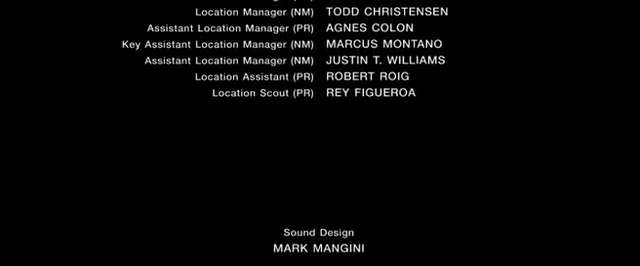 Location Manager (NM) TODD CHRISTENSEN
Assistant Location Manager (PR) AGNES COLON
Key Assistant Location Manager (NM) MARCUS MONTANO
Assistant Location Manager (NM) JUSTIN T. WILLIAMS
Location Assistant (PR) ROBERT ROIG
Location Scout (PR) REY FIGUEROA
Sound Design
MARK MANGINI